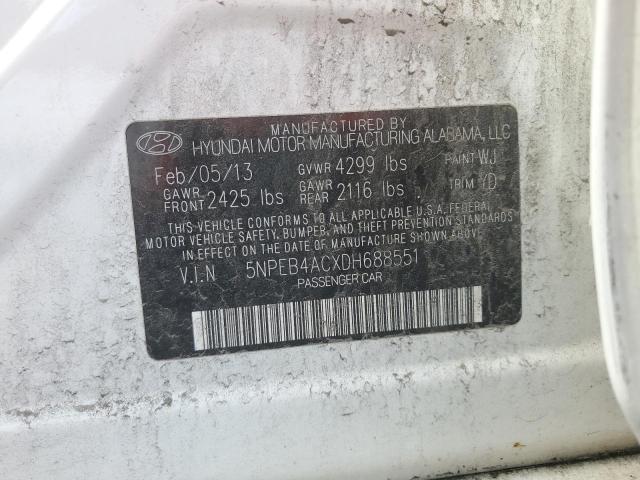 MANUFACTURED BY
HYUNDAI MOTOR MANUFACTURING ALABAMA, LLC
Feb/05/13 GVWR 4299 lbs PAINT WJ
GAWR FRONT 2425 lbs GAWR REAR 2116 lbs TRIM YD
THIS VEHICLE CONFORMS TO ALL APPLICABLE U.S.A. FEDERAL
MOTOR VEHICLE SAFETY, BUMPER, AND THEFT PREVENTION STANDARDS
IN EFFECT ON THE DATE OF MANUFACTURE SHOWN ABOVE.
V.I.N 5NPEB4ACXDH688551
PASSENGER CAR